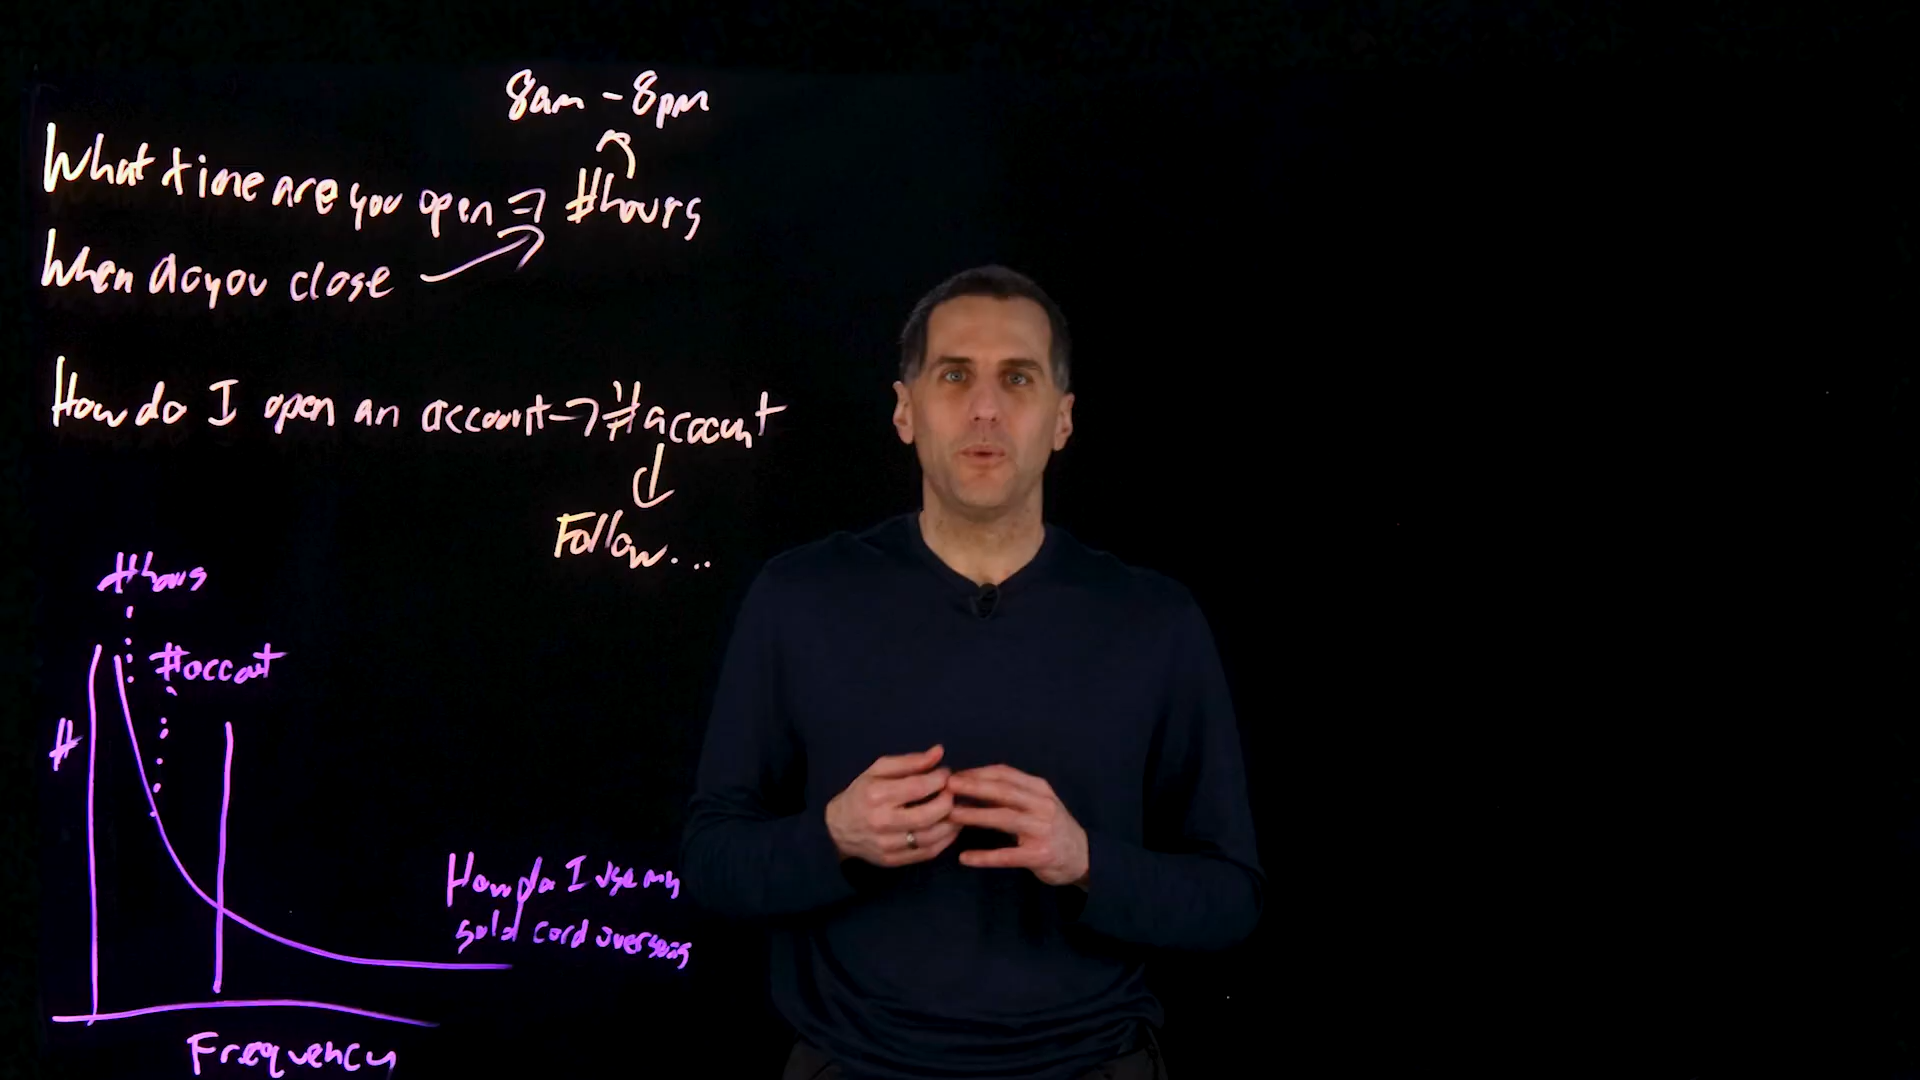 8am - 8pm
What time are you open → #hours
When do you close
How do I open an account → #account
Follow...
#hours
#account
#
How do I use my
gold card overseas
Frequency